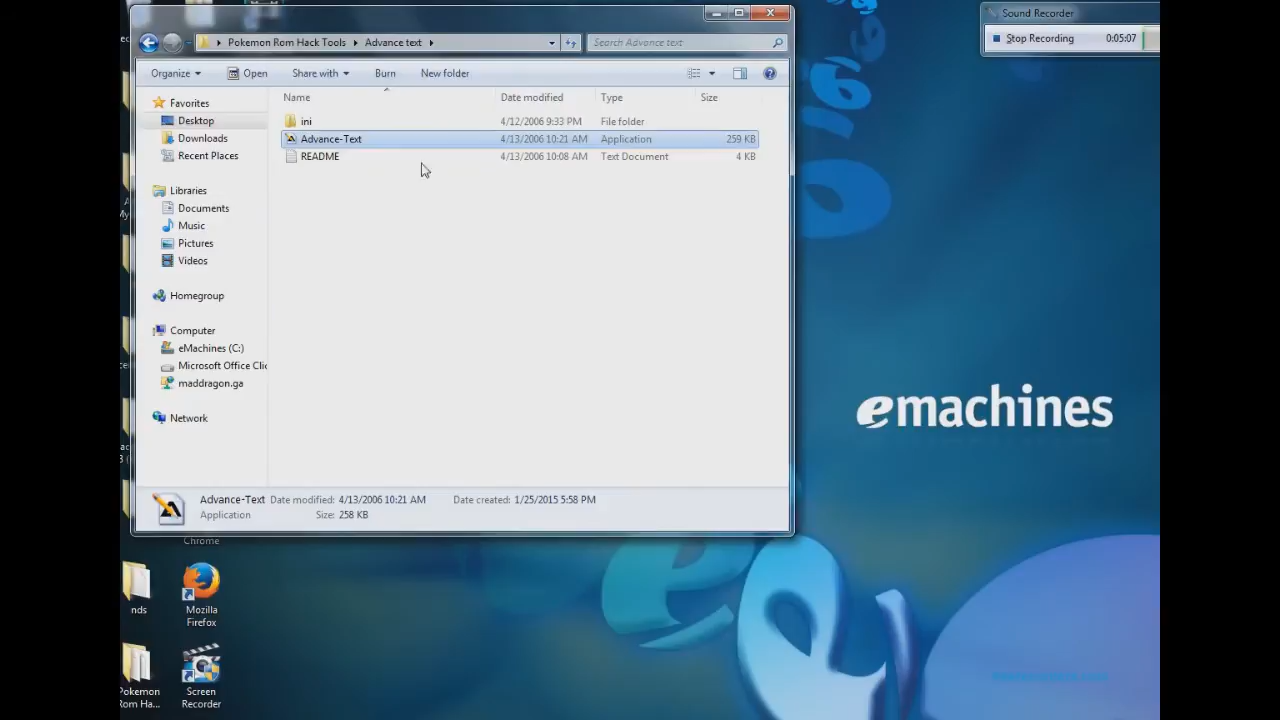 Sound Recorder
Stop Recording 0:05:07
Pokemon Rom Hack Tools Advance text
Search Advance text
Organize Open Share with Burn New folder
Name Date modified Type Size
ini 4/12/2006 9:33 PM File folder
Advance-Text 4/13/2006 10:21 AM Application 259 KB
README 4/13/2006 10:08 AM Text Document 4 KB
Favorites
Desktop
Downloads
Recent Places
Libraries
Documents
Music
Pictures
Videos
Homegroup
Computer
eMachines (C:)
Microsoft Office Clic
maddragon.ga
Network
Advance-Text Date modified: 4/13/2006 10:21 AM Date created: 1/25/2015 5:58 PM
Application Size: 258 KB
emachines
Chrome
nds
Mozilla
Firefox
Pokemon
Rom Ha...
Screen
Recorder